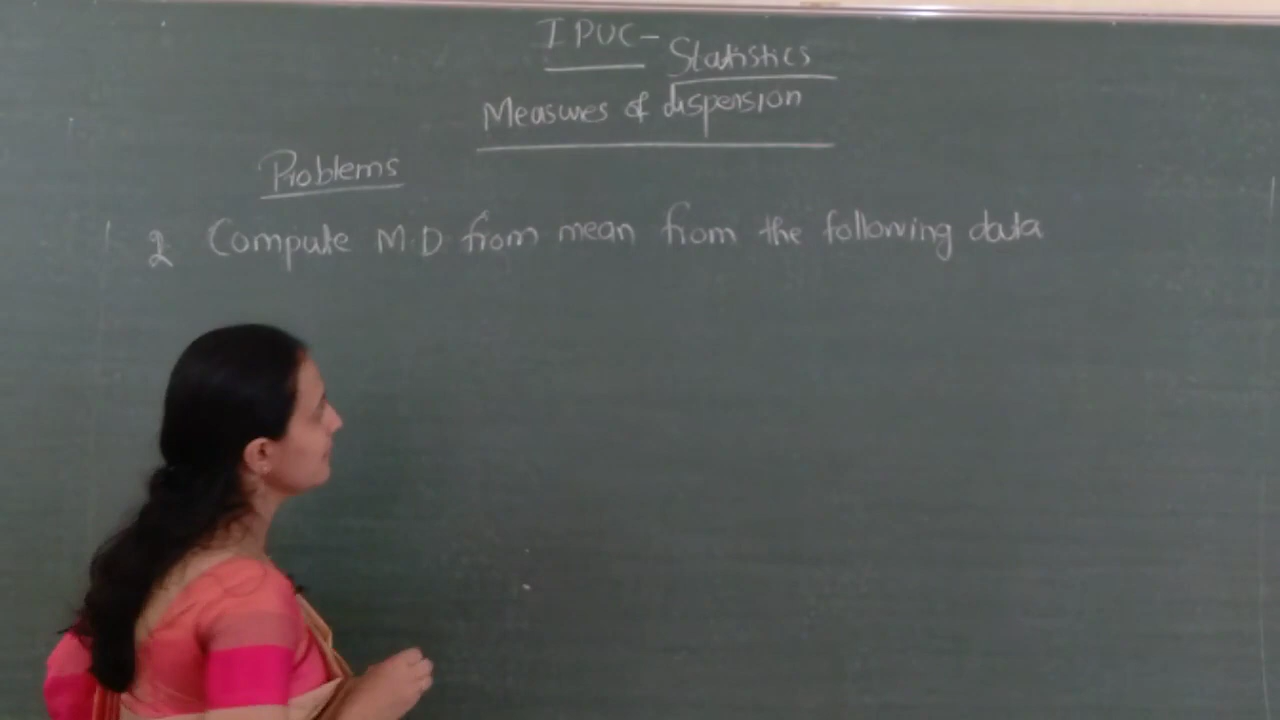 I PUC - Statistics
Measures of dispersion
Problems
2 Compute M.D from mean from the following data